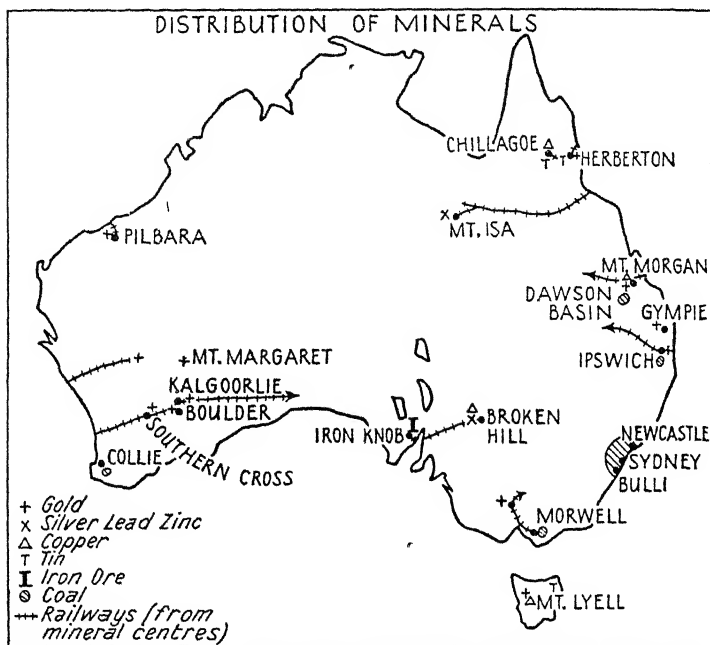 DISTRIBUTION OF MINERALS
CHILLAGOE
HERBERTON
MT. ISA
PILBARA
MT. MORGAN
DAWSON
BASIN
GYMPIE
IPSWICH
MT. MARGARET
KALGOORLIE
BOULDER
SOUTHERN CROSS
COLLIE
IRON KNOB
BROKEN
HILL
NEWCASTLE
SYDNEY
BULLI
MORWELL
MT. LYELL
+ Gold
x Silver Lead Zinc
△ Copper
T Tin
I Iron Ore
Coal
Railways (from
mineral centres)